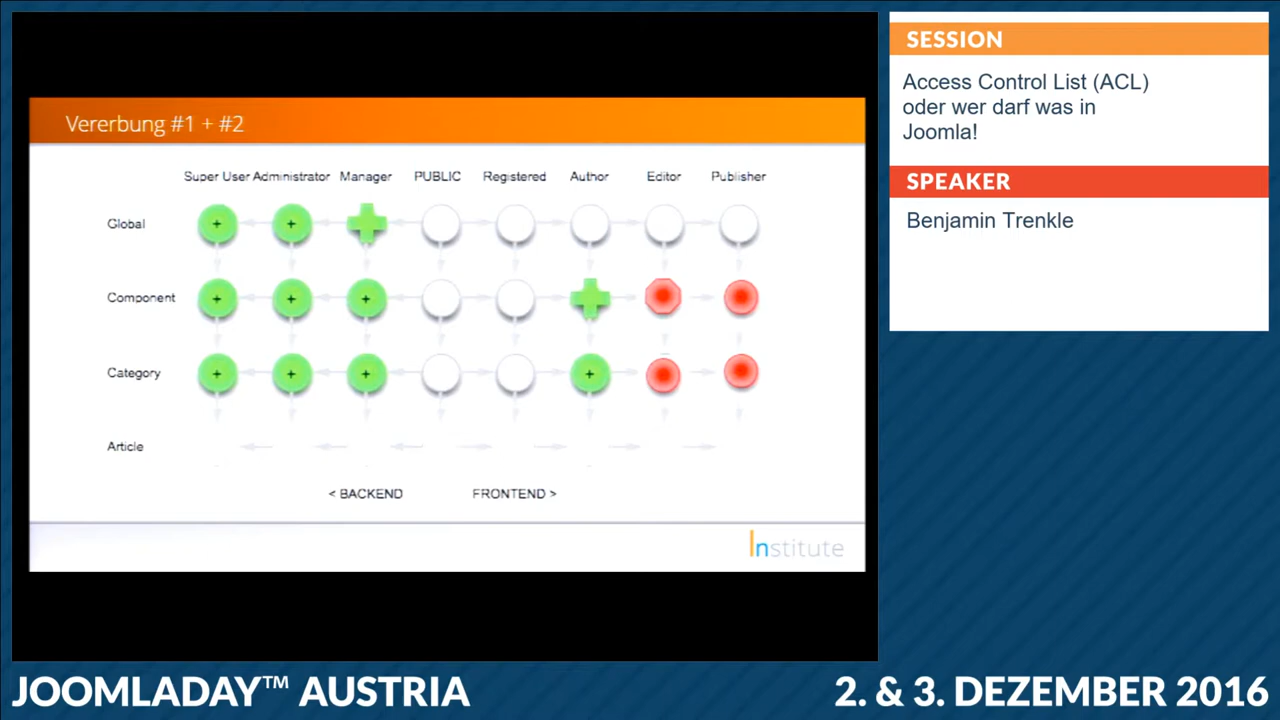 Vererbung #1 + #2
Super User Administrator Manager PUBLIC Registered Author Editor Publisher
Global
Component
Category
Article
< BACKEND FRONTEND >
Institute
SESSION
Access Control List (ACL)
oder wer darf was in
Joomla!
SPEAKER
Benjamin Trenkle
JOOMLADAY™ AUSTRIA
2. & 3. DEZEMBER 2016